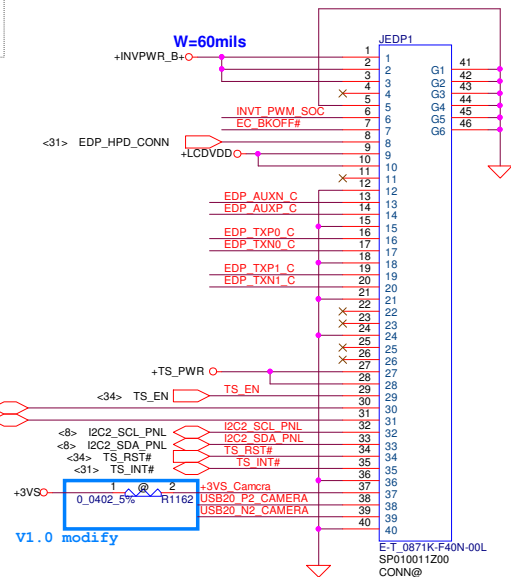 W=60mils
JEDP1
+INVPWR_B+
1 1
2 2
3 3
4 4
5 5
INVT_PWM_SOC 6 6
EC_BKOFF# 7 7
<31> EDP_HPD_CONN 8 8
+LCDVDD 9 9
10 10
11 11
12 12
EDP_AUXN_C 13 13
EDP_AUXP_C 14 14
15 15
EDP_TXP0_C 16 16
EDP_TXN0_C 17 17
18 18
EDP_TXP1_C 19 19
EDP_TXN1_C 20 20
21 21
22 22
23 23
24 24
25 25
26 26
+TS_PWR 27 27
28 28
<34> TS_EN TS_EN 29 29
30 30
31 31
<8> I2C2_SCL_PNL I2C2_SCL_PNL 32 32
<8> I2C2_SDA_PNL I2C2_SDA_PNL 33 33
<34> TS_RST# TS_RST# 34 34
<31> TS_INT# TS_INT# 35 35
36 36
+3VS 1 @ 2 +3VS_Camcra 37 37
0_0402_5% R1162 USB20_P2_CAMERA 38 38
USB20_N2_CAMERA 39 39
40 40
V1.0 modify
G1 41
G2 42
G3 43
G4 44
G5 45
G6 46
E-T_0871K-F40N-00L
SP010011Z00
CONN@